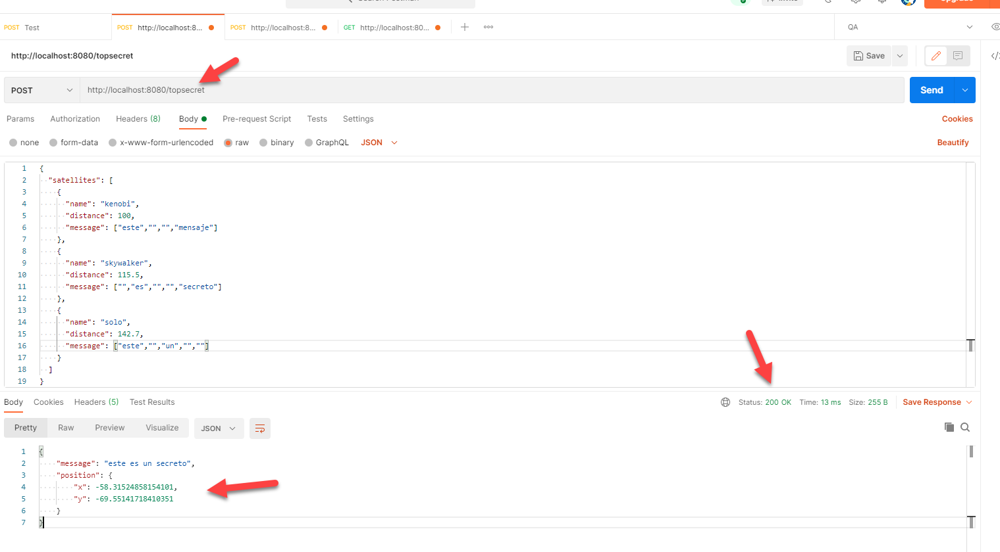 POST Test
POST http://localhost:8...
POST http://localhost:8...
GET http://localhost:80...
QA
http://localhost:8080/topsecret
Save
POST http://localhost:8080/topsecret
Send
Params Authorization Headers (8) Body Pre-request Script Tests Settings
Cookies
none form-data x-www-form-urlencoded raw binary GraphQL JSON
Beautify
1 {
2 "satellites": [
3 {
4 "name": "kenobi",
5 "distance": 100,
6 "message": ["este","","","mensaje"]
7 },
8 {
9 "name": "skywalker",
10 "distance": 115.5,
11 "message": ["","es","","","secreto"]
12 },
13 {
14 "name": "solo",
15 "distance": 142.7,
16 "message": ["este","","un","",""]
17 }
18 ]
19 }
Body Cookies Headers (5) Test Results
Status: 200 OK Time: 13 ms Size: 255 B
Save Response
Pretty Raw Preview Visualize JSON
1 {
2 "message": "este es un secreto",
3 "position": {
4 "x": -58.31524858154101,
5 "y": -69.55141718410351
6 }
7 }